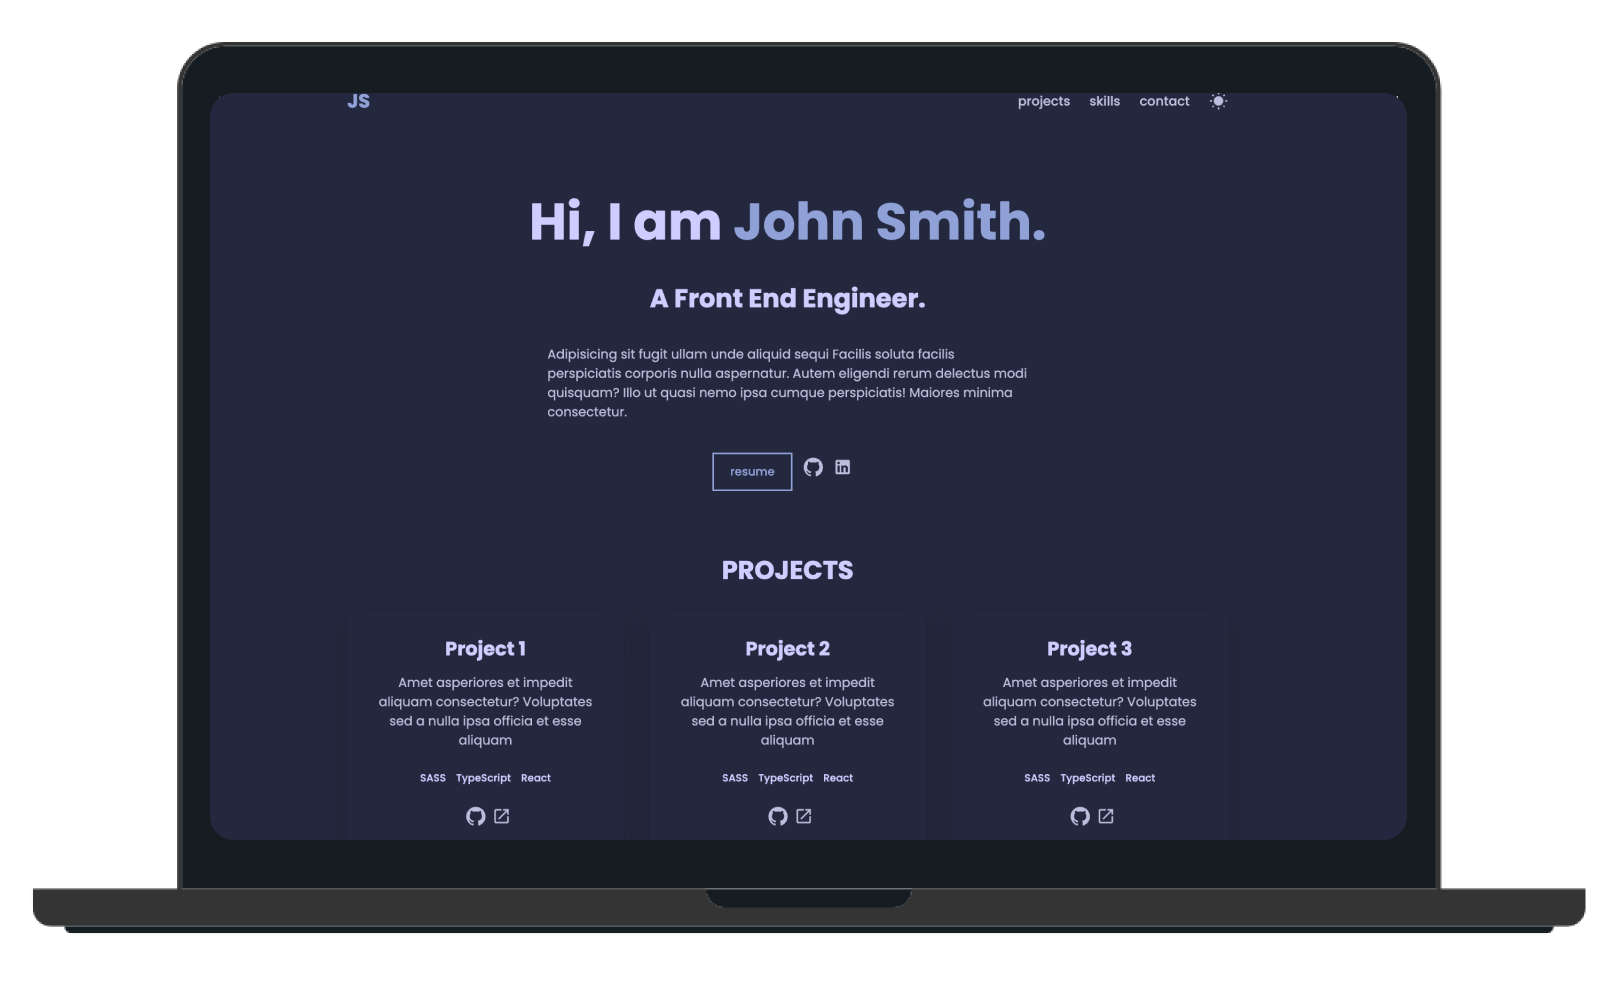 JS
projects skills contact
Hi, I am John Smith.
A Front End Engineer.
Adipisicing sit fugit ullam unde aliquid sequi Facilis soluta facilis
perspiciatis corporis nulla aspernatur. Autem eligendi rerum delectus modi
quisquam? Illo ut quasi nemo ipsa cumque perspiciatis! Maiores minima
consectetur.
resume
PROJECTS
Project 1
Amet asperiores et impedit
aliquam consectetur? Voluptates
sed a nulla ipsa officia et esse
aliquam
SASS TypeScript React
Project 2
Amet asperiores et impedit
aliquam consectetur? Voluptates
sed a nulla ipsa officia et esse
aliquam
SASS TypeScript React
Project 3
Amet asperiores et impedit
aliquam consectetur? Voluptates
sed a nulla ipsa officia et esse
aliquam
SASS TypeScript React